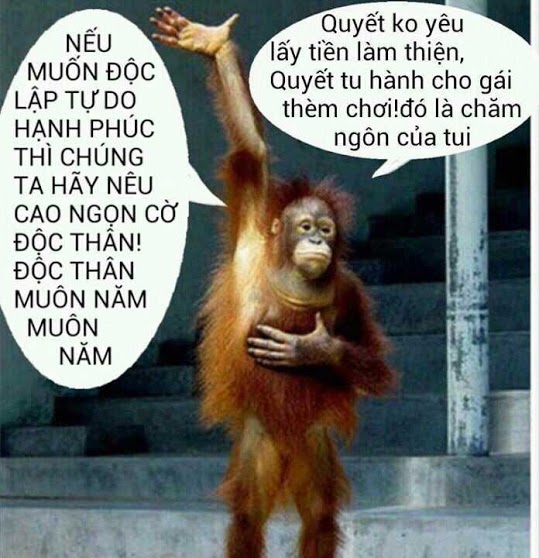 NẾU
MUỐN ĐỘC
LẬP TỰ DO
HẠNH PHÚC
THÌ CHÚNG
TA HÃY NÊU
CAO NGỌN CỜ
ĐỘC THÂN!
ĐỘC THÂN
MUÔN NĂM
MUÔN
NĂM
Quyết ko yêu
lấy tiền làm thiện,
Quyết tu hành cho gái
thèm chơi!đó là chăm
ngôn của tui